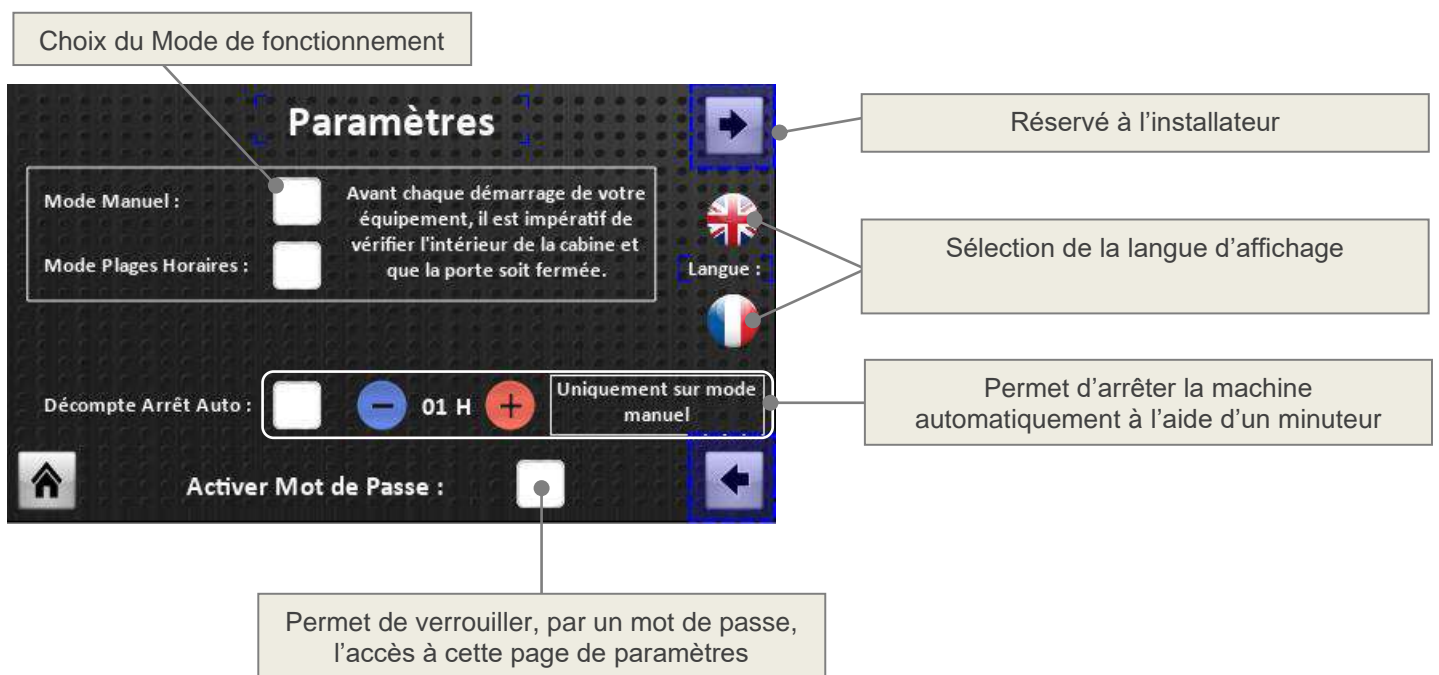 Choix du Mode de fonctionnement
Paramètres
Réservé à l’installateur
Mode Manuel :
Avant chaque démarrage de votre
équipement, il est impératif de
vérifier l'intérieur de la cabine et
que la porte soit fermée.
Mode Plages Horaires :
Langue :
Sélection de la langue d’affichage
Décompte Arrêt Auto :
01 H
Uniquement sur mode
manuel
Permet d’arrêter la machine
automatiquement à l’aide d’un minuteur
Activer Mot de Passe :
Permet de verrouiller, par un mot de passe,
l’accès à cette page de paramètres